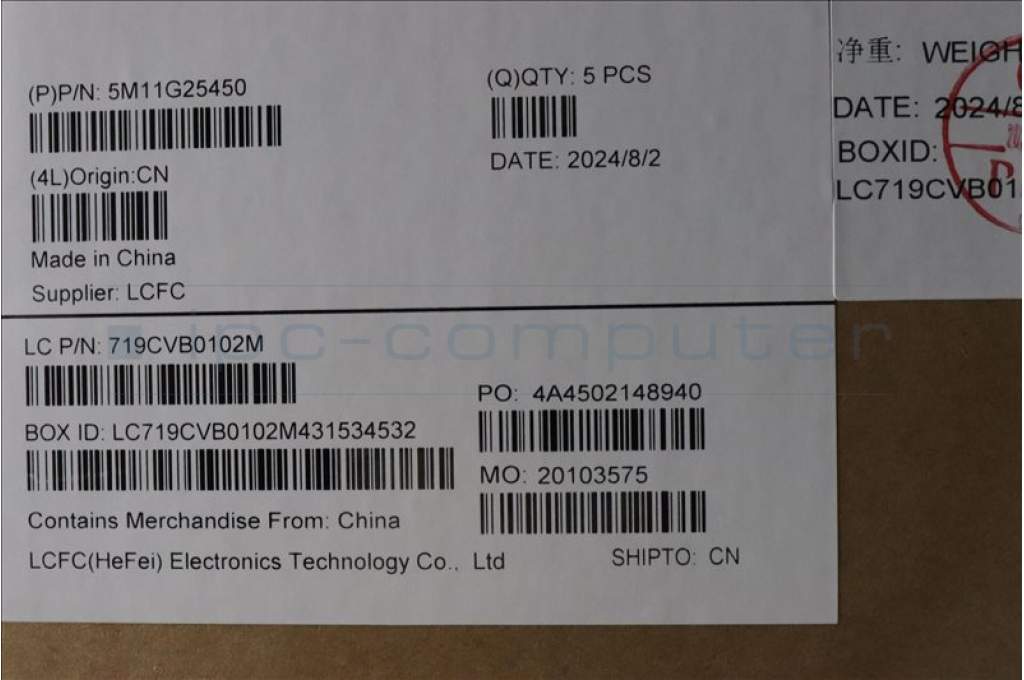 (P)P/N: 5M11G25450
(Q)QTY: 5 PCS
DATE: 2024/8/2
(4L)Origin:CN
Made in China
Supplier: LCFC
LC P/N: 719CVB0102M
BOX ID: LC719CVB0102M431534532
PO: 4A4502148940
MO: 20103575
Contains Merchandise From: China
LCFC(HeFei) Electronics Technology Co., Ltd
SHIPTO: CN
净重: WEIGH
DATE: 2024/8
BOXID:
LC719CVB01
ipc-computer